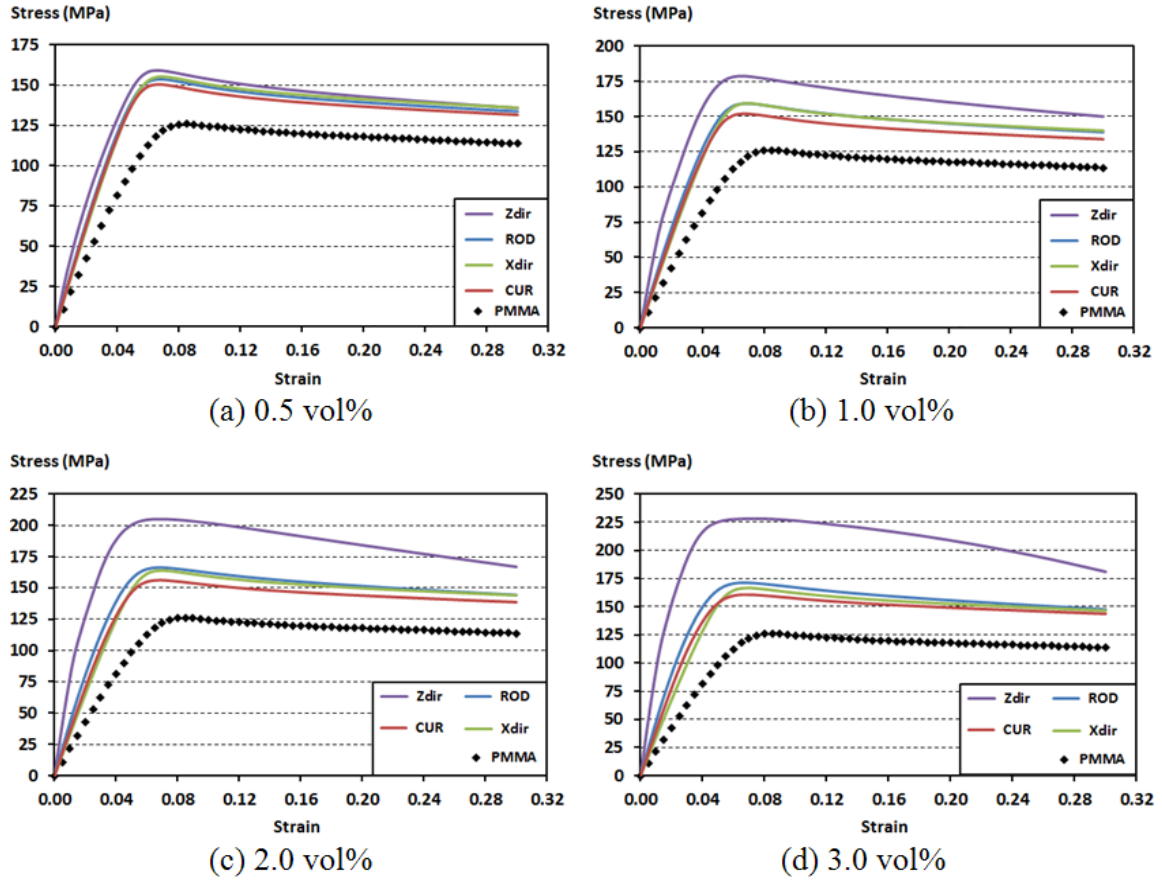 Stress (MPa)
175
150
125
100
75
50
25
0
0.00 0.04 0.08 0.12 0.16 0.20 0.24 0.28 0.32
Strain
Zdir
ROD
Xdir
CUR
PMMA
(a) 0.5 vol%
Stress (MPa)
200
175
150
125
100
75
50
25
0
0.00 0.04 0.08 0.12 0.16 0.20 0.24 0.28 0.32
Strain
Zdir
ROD
Xdir
CUR
PMMA
(b) 1.0 vol%
Stress (MPa)
225
200
175
150
125
100
75
50
25
0
0.00 0.04 0.08 0.12 0.16 0.20 0.24 0.28 0.32
Strain
Zdir ROD
CUR Xdir
PMMA
(c) 2.0 vol%
Stress (MPa)
250
225
200
175
150
125
100
75
50
25
0
0.00 0.04 0.08 0.12 0.16 0.20 0.24 0.28 0.32
Strain
Zdir ROD
CUR Xdir
PMMA
(d) 3.0 vol%